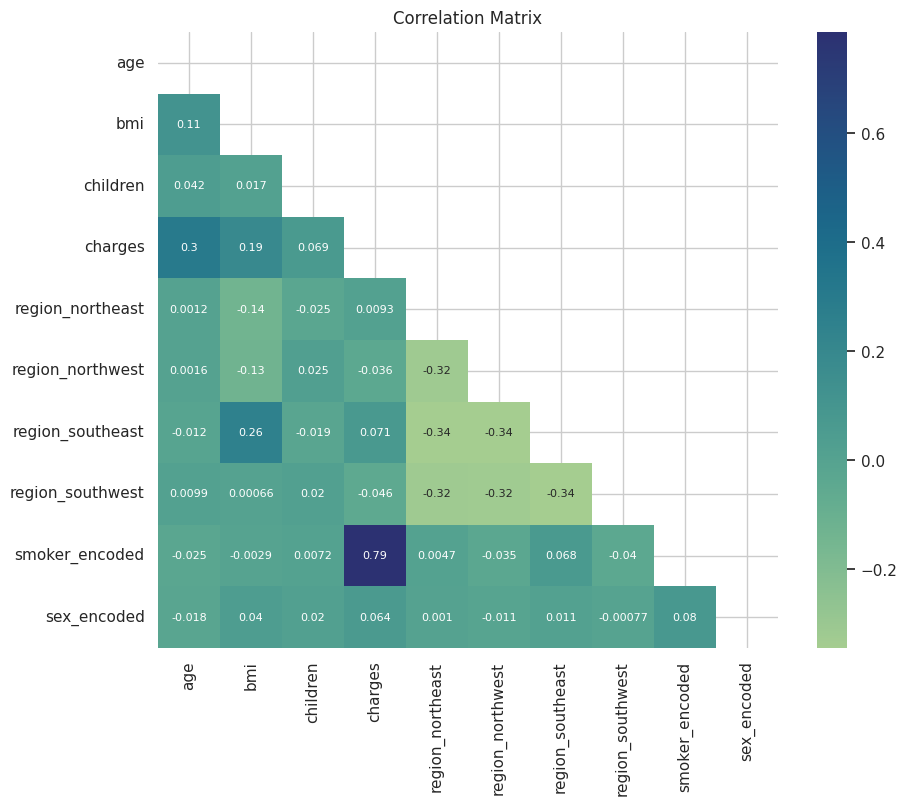 Correlation Matrix
age
bmi 0.11
children 0.042 0.017
charges 0.3 0.19 0.069
region_northeast 0.0012 -0.14 -0.025 0.0093
region_northwest 0.0016 -0.13 0.025 -0.036 -0.32
region_southeast -0.012 0.26 -0.019 0.071 -0.34 -0.34
region_southwest 0.0099 0.00066 0.02 -0.046 -0.32 -0.32 -0.34
smoker_encoded -0.025 -0.0029 0.0072 0.79 0.0047 -0.035 0.068 -0.04
sex_encoded -0.018 0.04 0.02 0.064 0.001 -0.011 0.011 -0.00077 0.08
age
bmi
children
charges
region_northeast
region_northwest
region_southeast
region_southwest
smoker_encoded
sex_encoded
0.6
0.4
0.2
0.0
−0.2